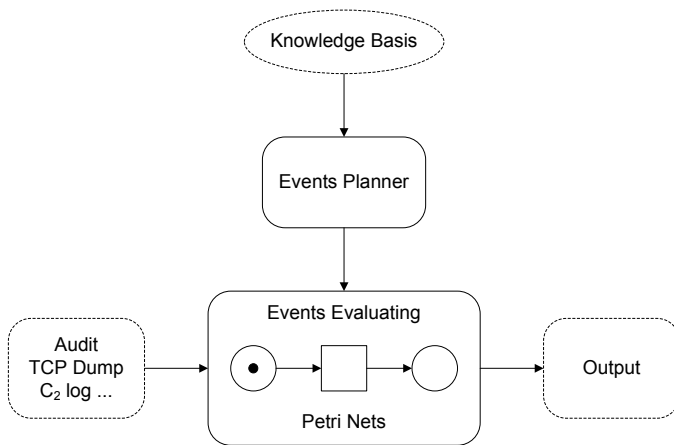 Knowledge Basis
Events Planner
Events Evaluating
Audit
TCP Dump
C₂ log ...
Petri Nets
Output